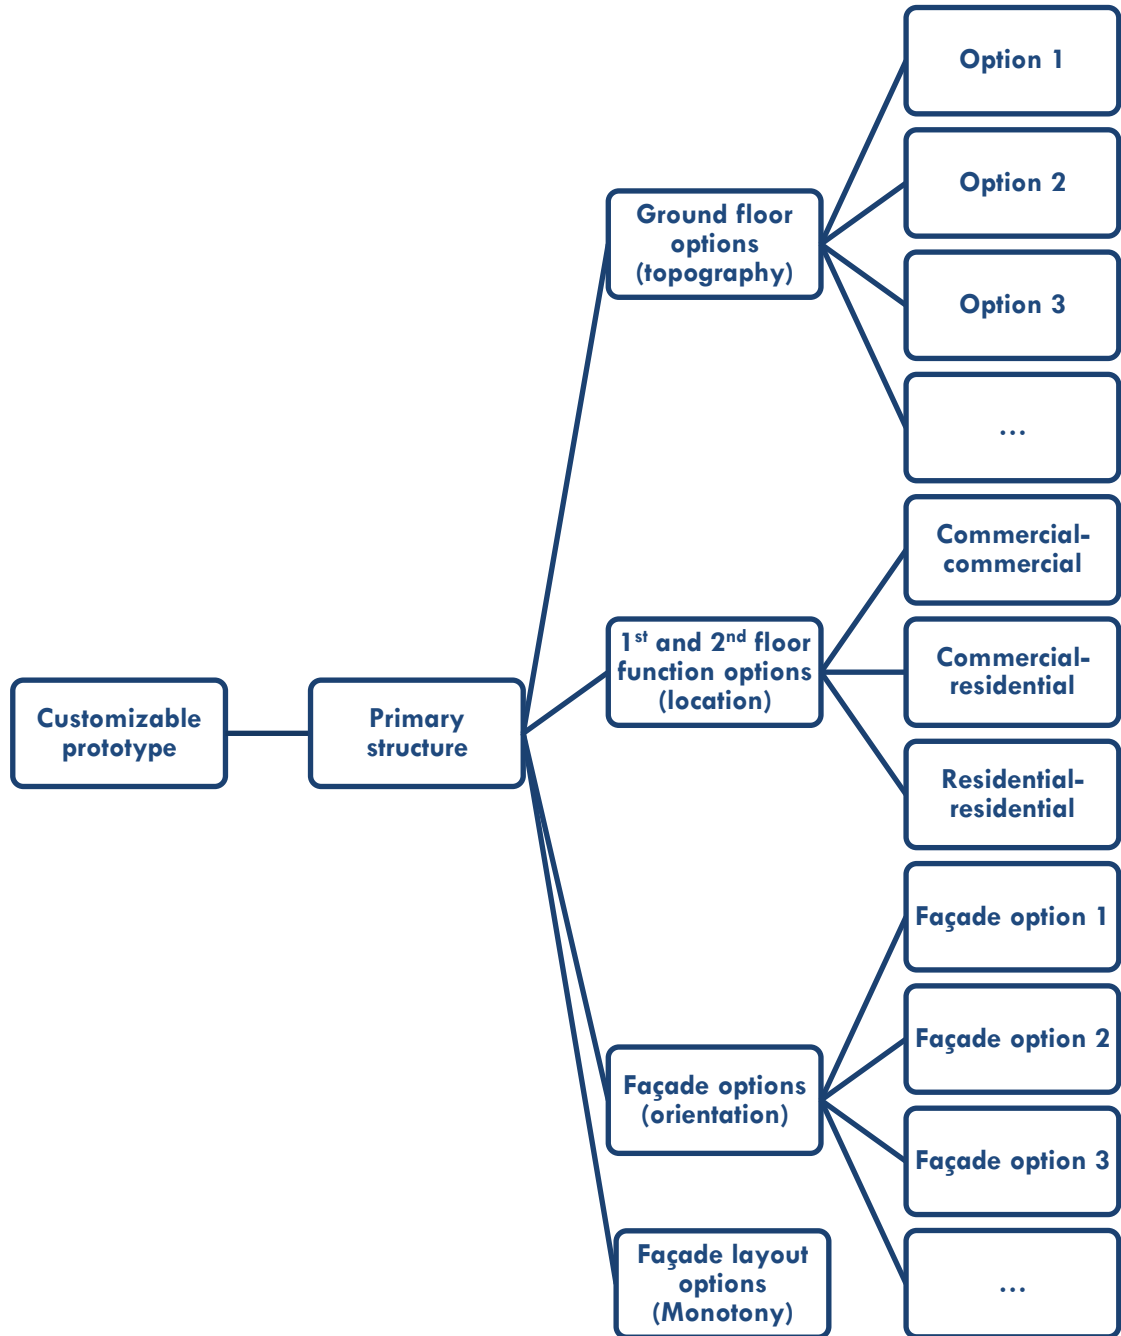 Customizable
prototype
Primary
structure
Ground floor
options
(topography)
Option 1
Option 2
Option 3
...
1st and 2nd floor
function options
(location)
Commercial-
commercial
Commercial-
residential
Residential-
residential
Façade options
(orientation)
Façade option 1
Façade option 2
Façade option 3
...
Façade layout
options
(Monotony)